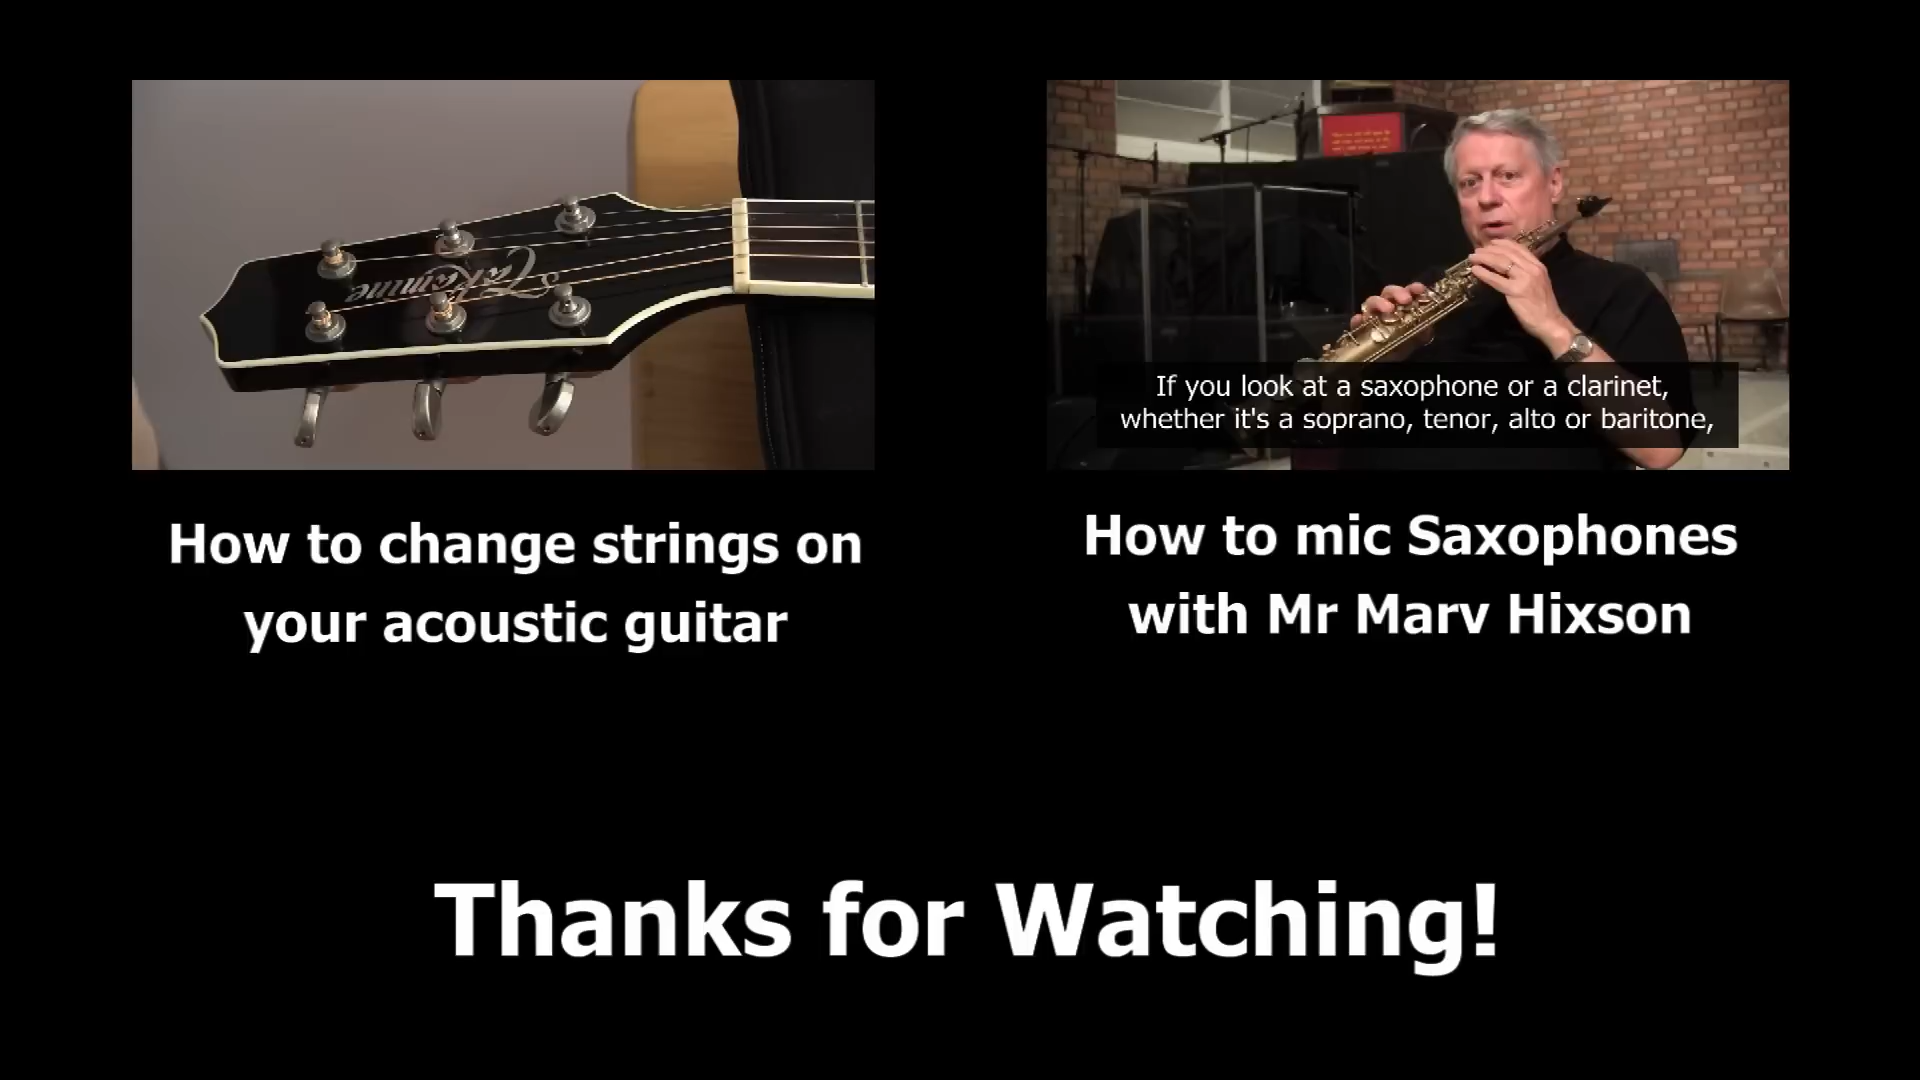 Takamine
If you look at a saxophone or a clarinet,
whether it's a soprano, tenor, alto or baritone,
How to change strings on
your acoustic guitar
How to mic Saxophones
with Mr Marv Hixson
Thanks for Watching!